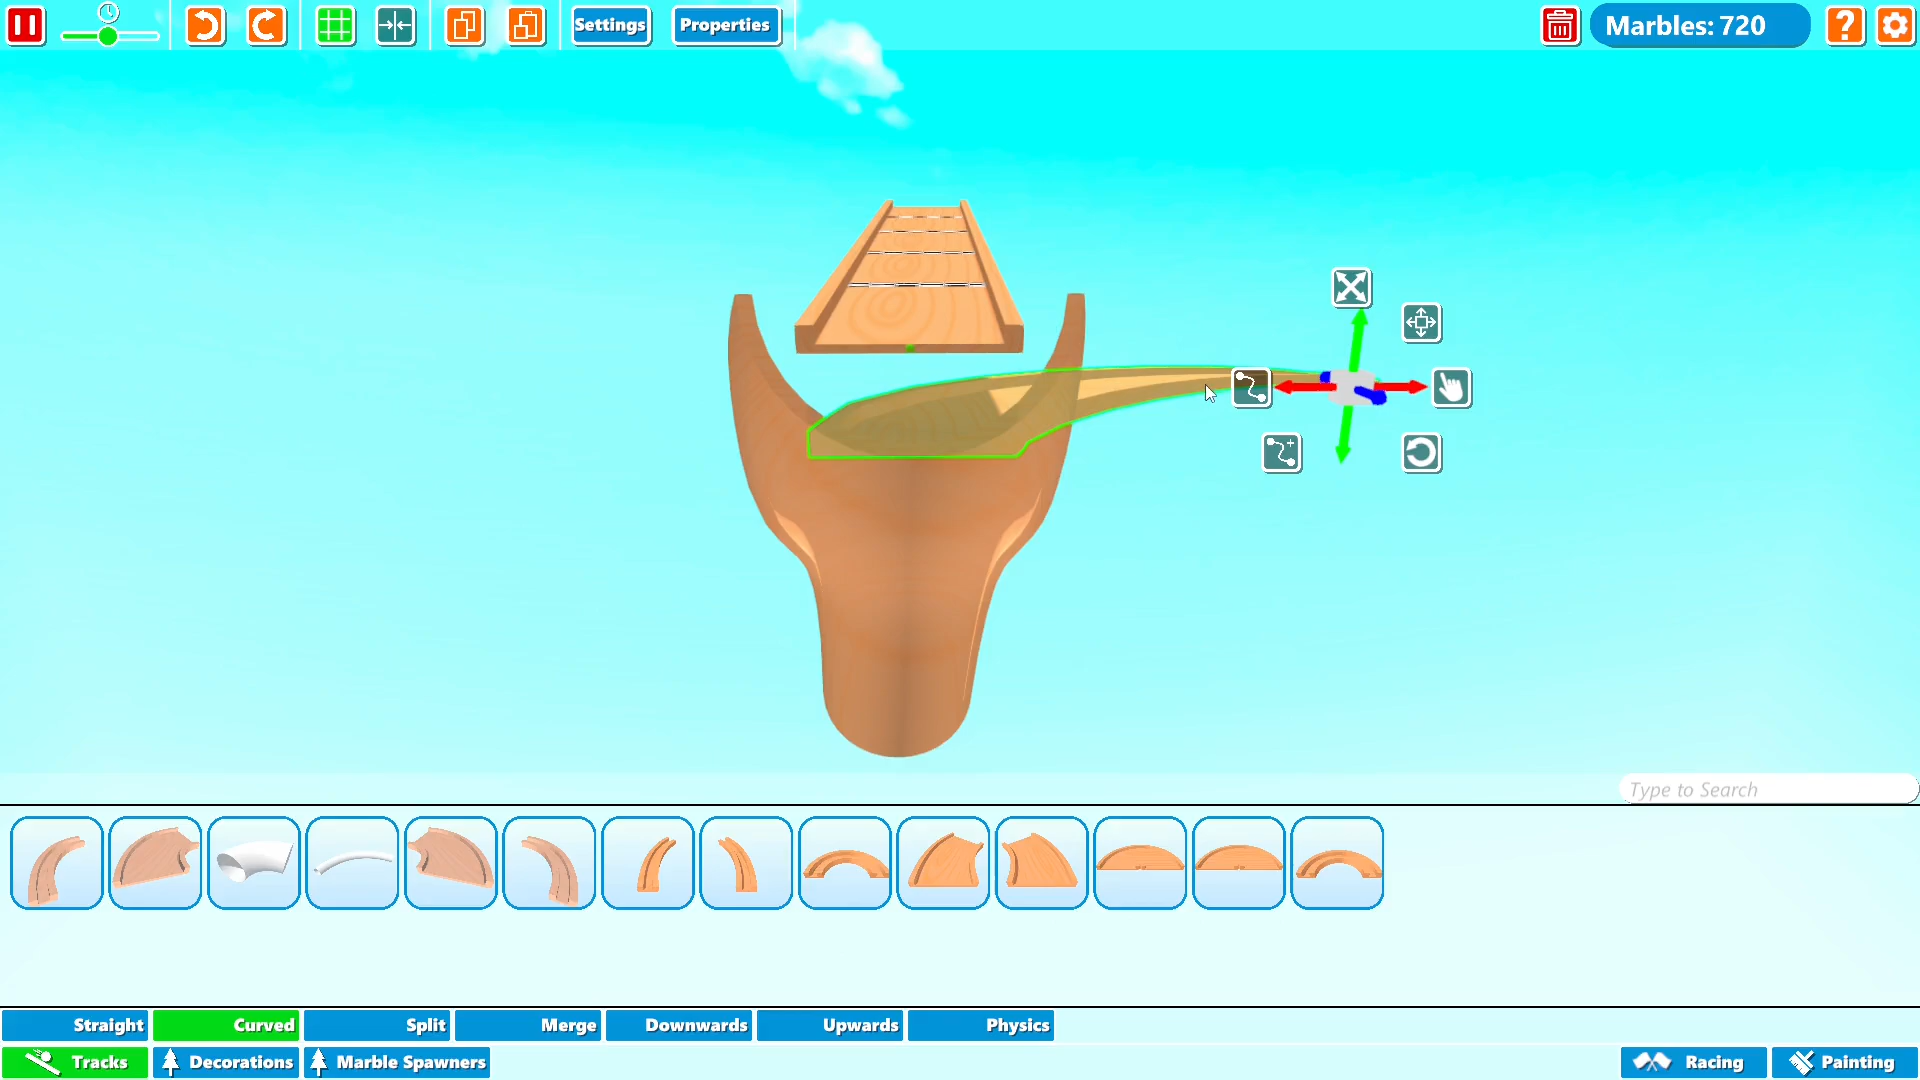 Settings
Properties
Marbles: 720
?
Type to Search
Straight
Curved
Split
Merge
Downwards
Upwards
Physics
Tracks
Decorations
Marble Spawners
Racing
Painting